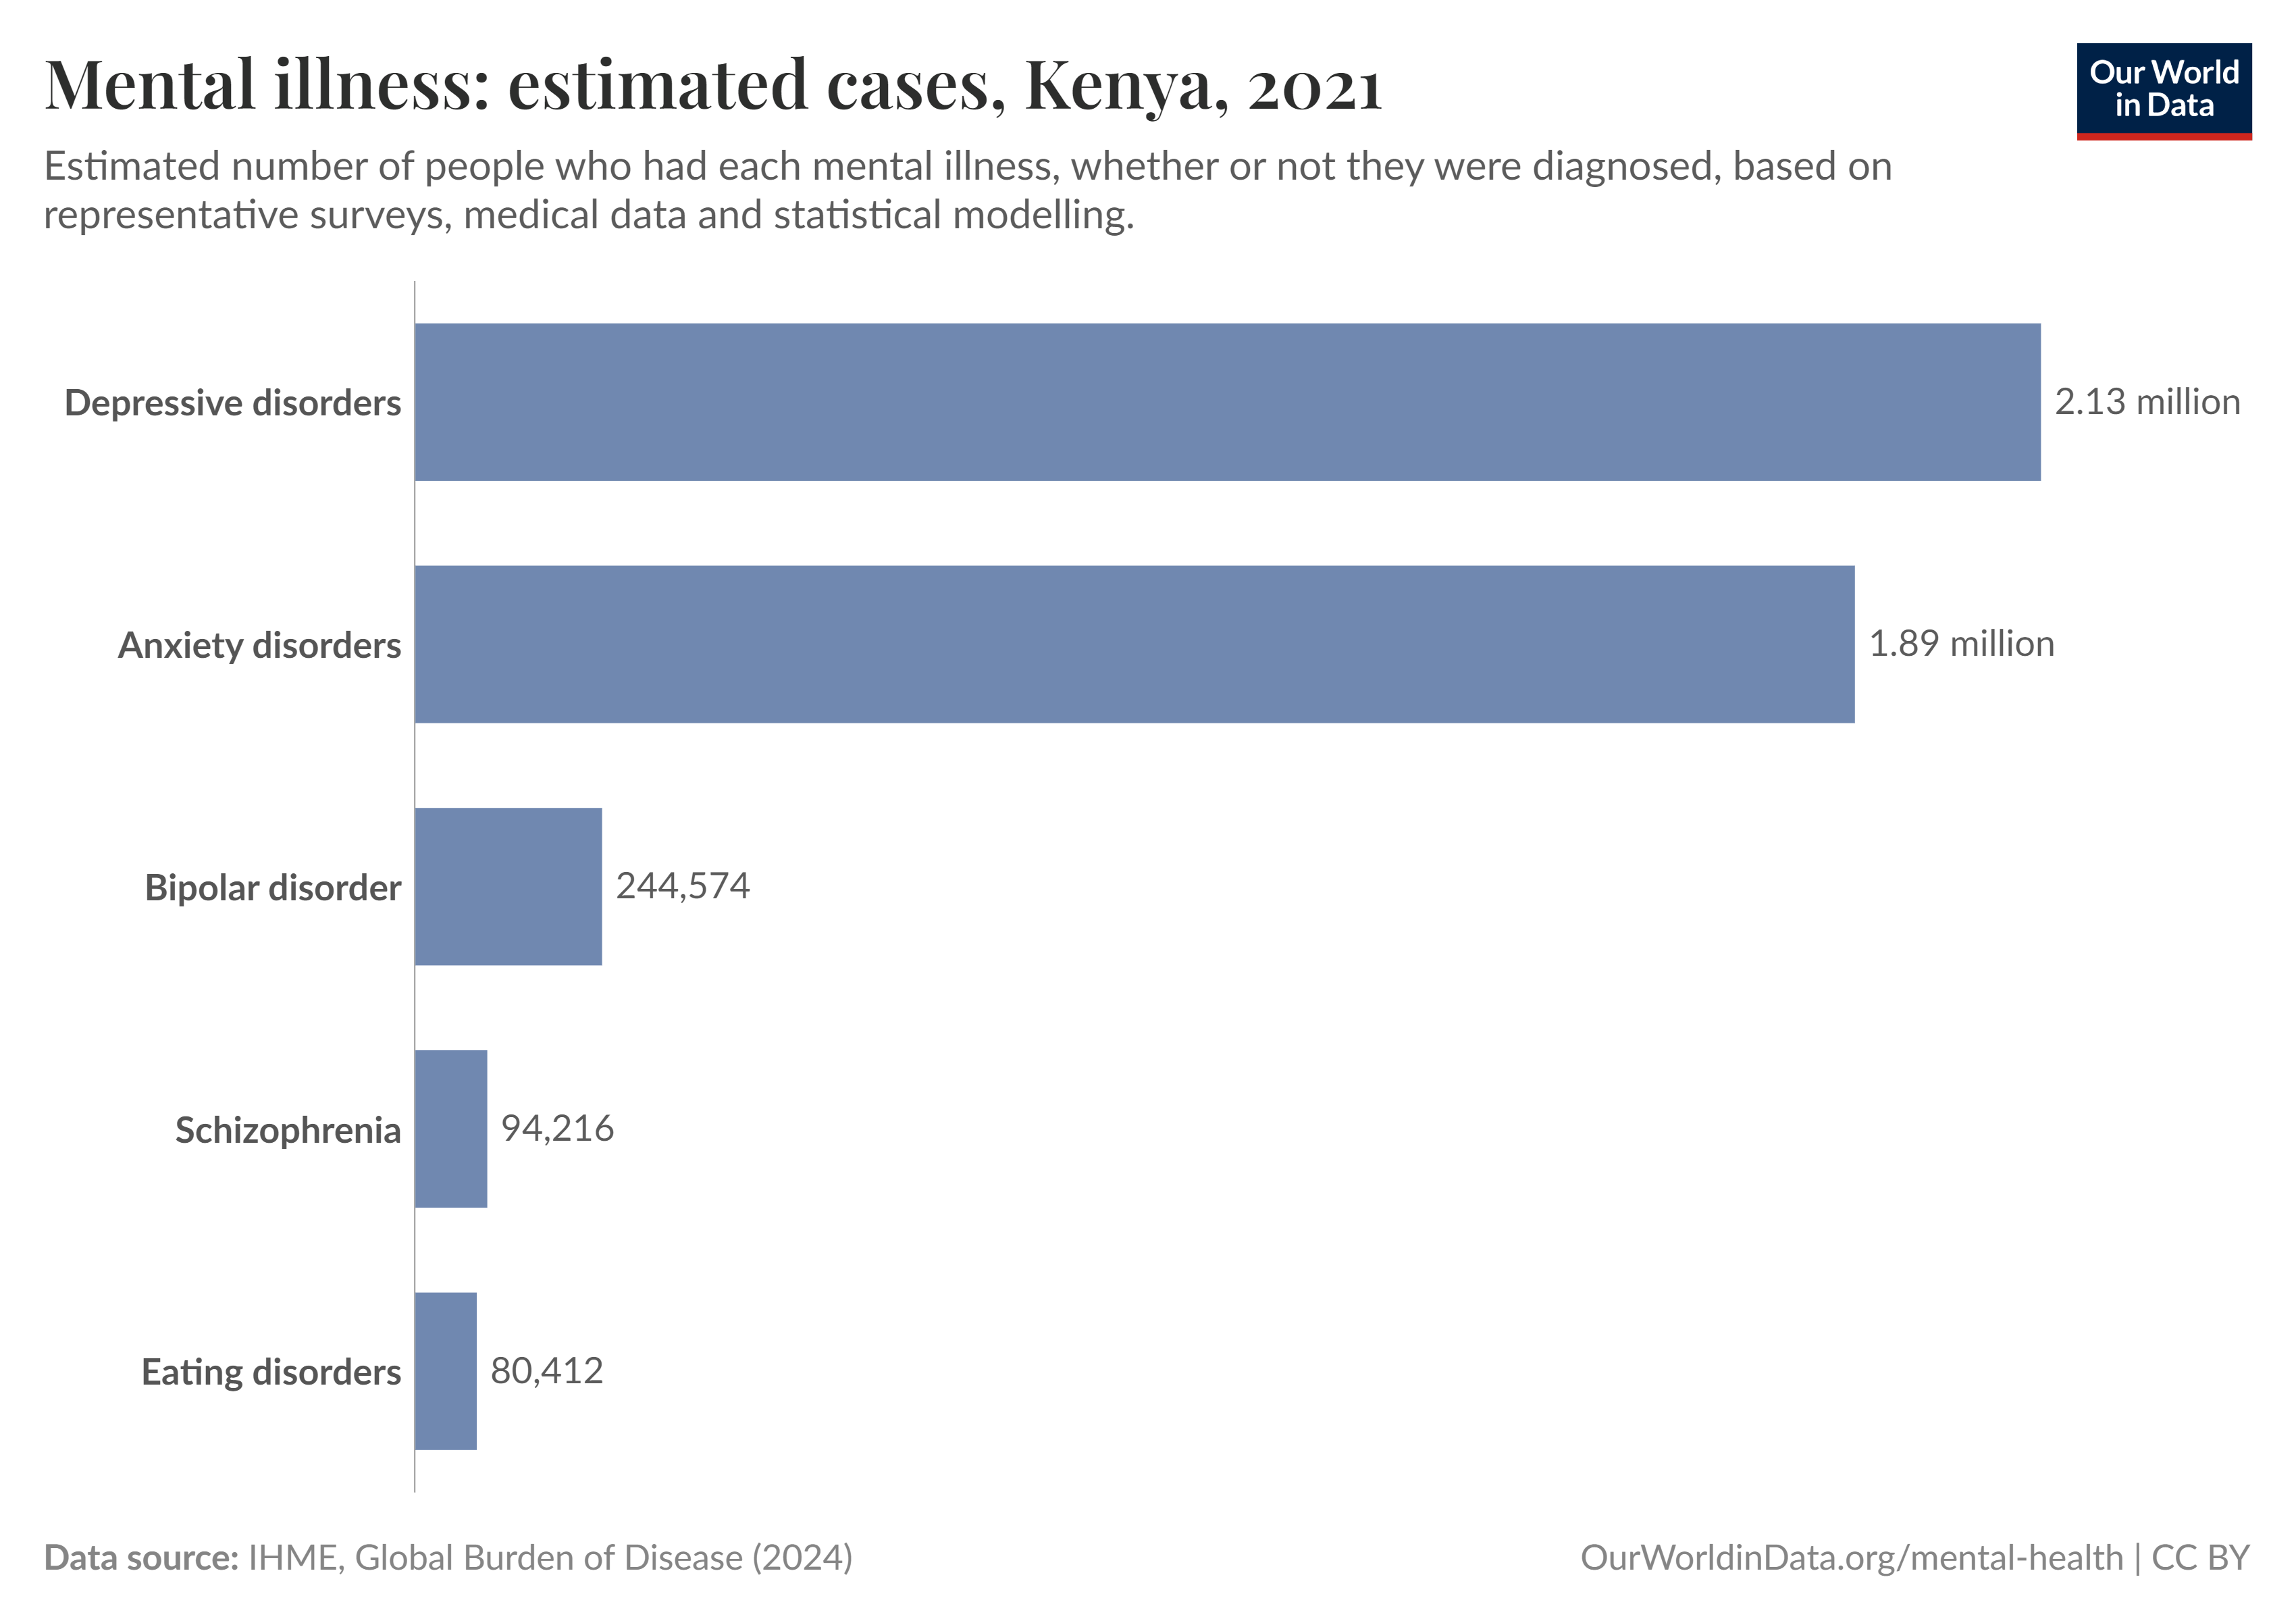 Mental illness: estimated cases, Kenya, 2021
Our World
in Data
Estimated number of people who had each mental illness, whether or not they were diagnosed, based on
representative surveys, medical data and statistical modelling.
Depressive disorders
2.13 million
Anxiety disorders
1.89 million
Bipolar disorder
244,574
Schizophrenia
94,216
Eating disorders
80,412
Data source: IHME, Global Burden of Disease (2024)
OurWorldinData.org/mental-health | CC BY